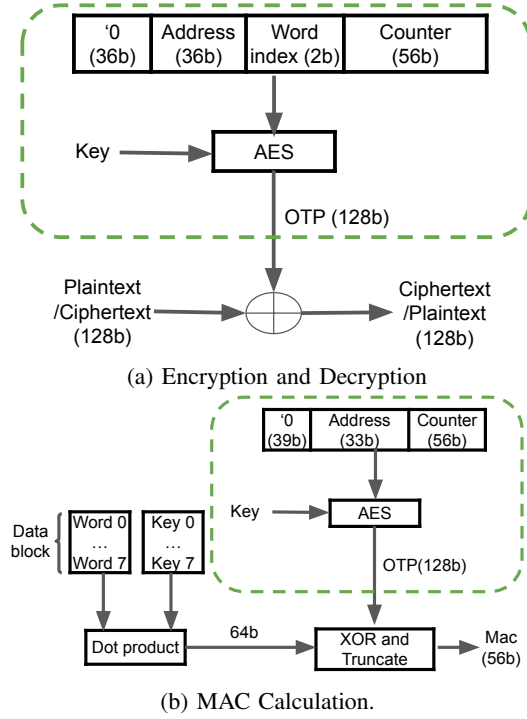 ‘0 Address Word Counter
(36b) (36b) index (2b) (56b)
Key
AES
OTP (128b)
Plaintext
/Ciphertext
(128b)
Ciphertext
/Plaintext
(128b)
(a) Encryption and Decryption
‘0 Address Counter
(39b) (33b) (56b)
Key
AES
OTP(128b)
Data
block
Word 0
...
Word 7
Key 0
...
Key 7
Dot product
64b
XOR and
Truncate
Mac
(56b)
(b) MAC Calculation.